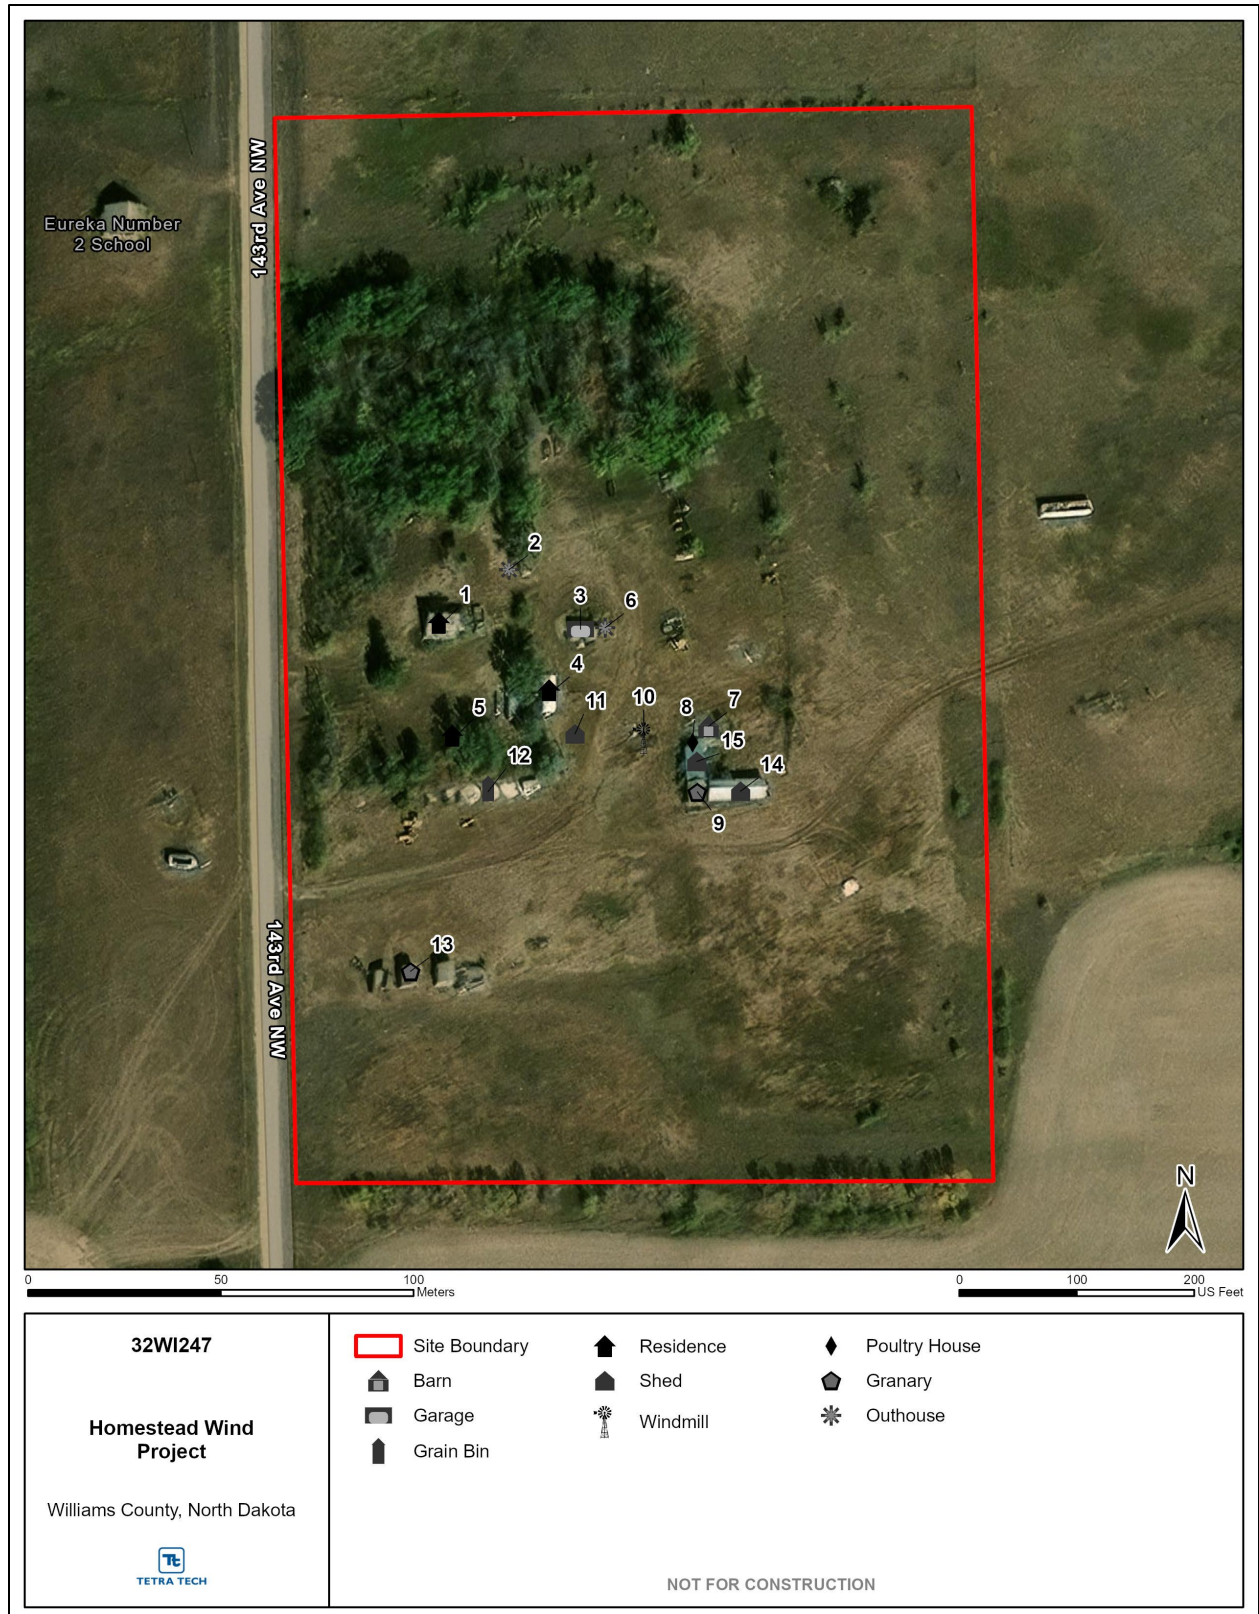 143rd Ave NW
Eureka Number
2 School
2
1
3
6
4
5
11
10
8
7
12
15
14
9
13
143rd Ave NW
N
0 50 100
Meters
0 100 200
US Feet
32WI247
Homestead Wind
Project
Williams County, North Dakota
Tt
TETRA TECH
Site Boundary
Barn
Garage
Grain Bin
Residence
Shed
Windmill
Poultry House
Granary
Outhouse
NOT FOR CONSTRUCTION